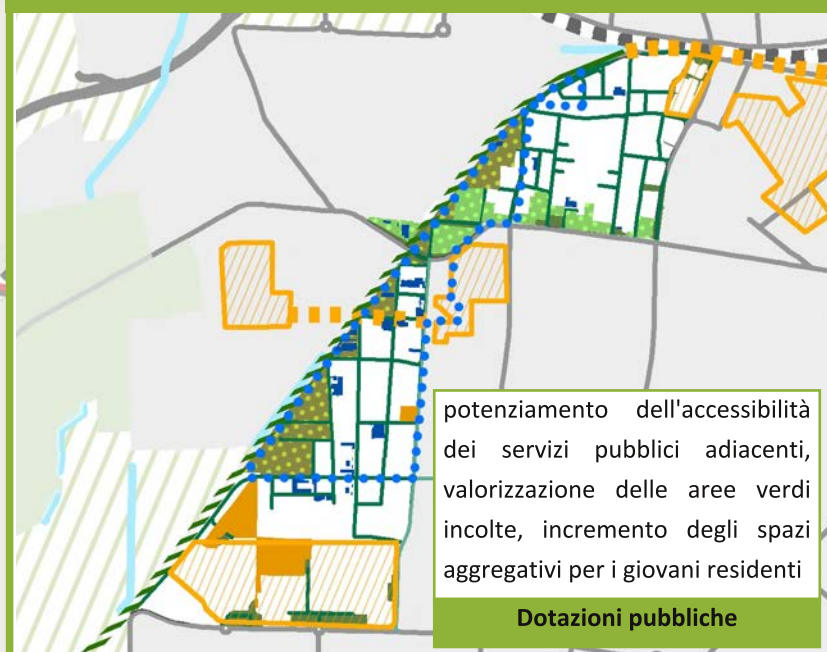 potenziamento dell'accessibilità
dei servizi pubblici adiacenti,
valorizzazione delle aree verdi
incolte, incremento degli spazi
aggregativi per i giovani residenti
Dotazioni pubbliche